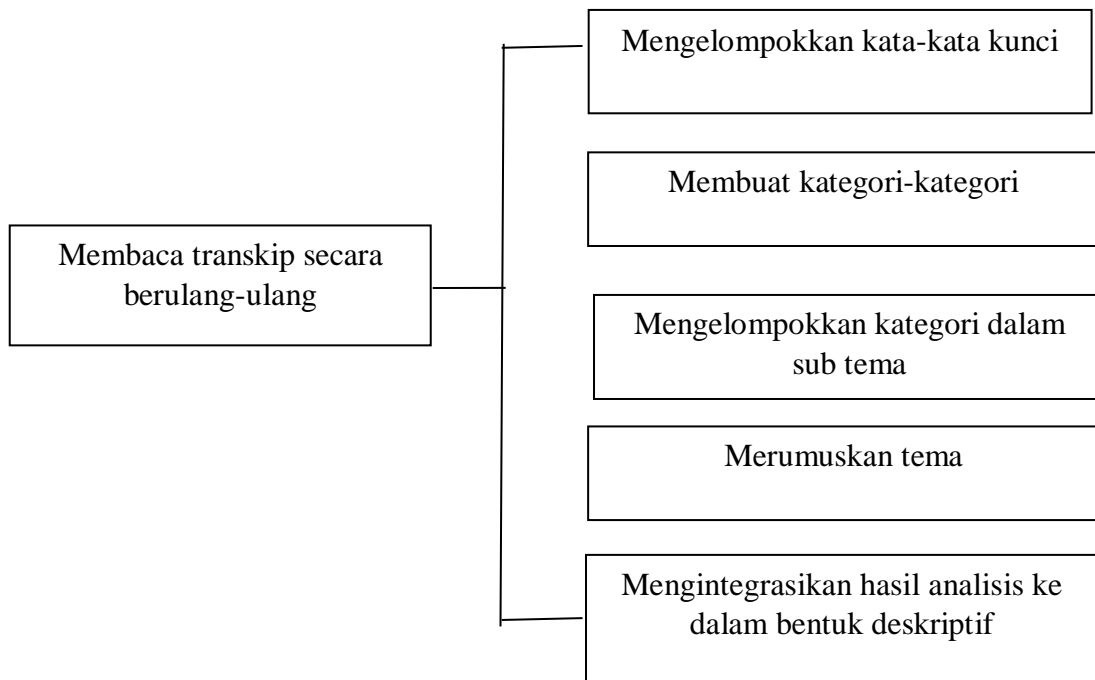 Mengelompokkan kata-kata kunci
Membuat kategori-kategori
Membaca transkip secara
berulang-ulang
Mengelompokkan kategori dalam
sub tema
Merumuskan tema
Mengintegrasikan hasil analisis ke
dalam bentuk deskriptif